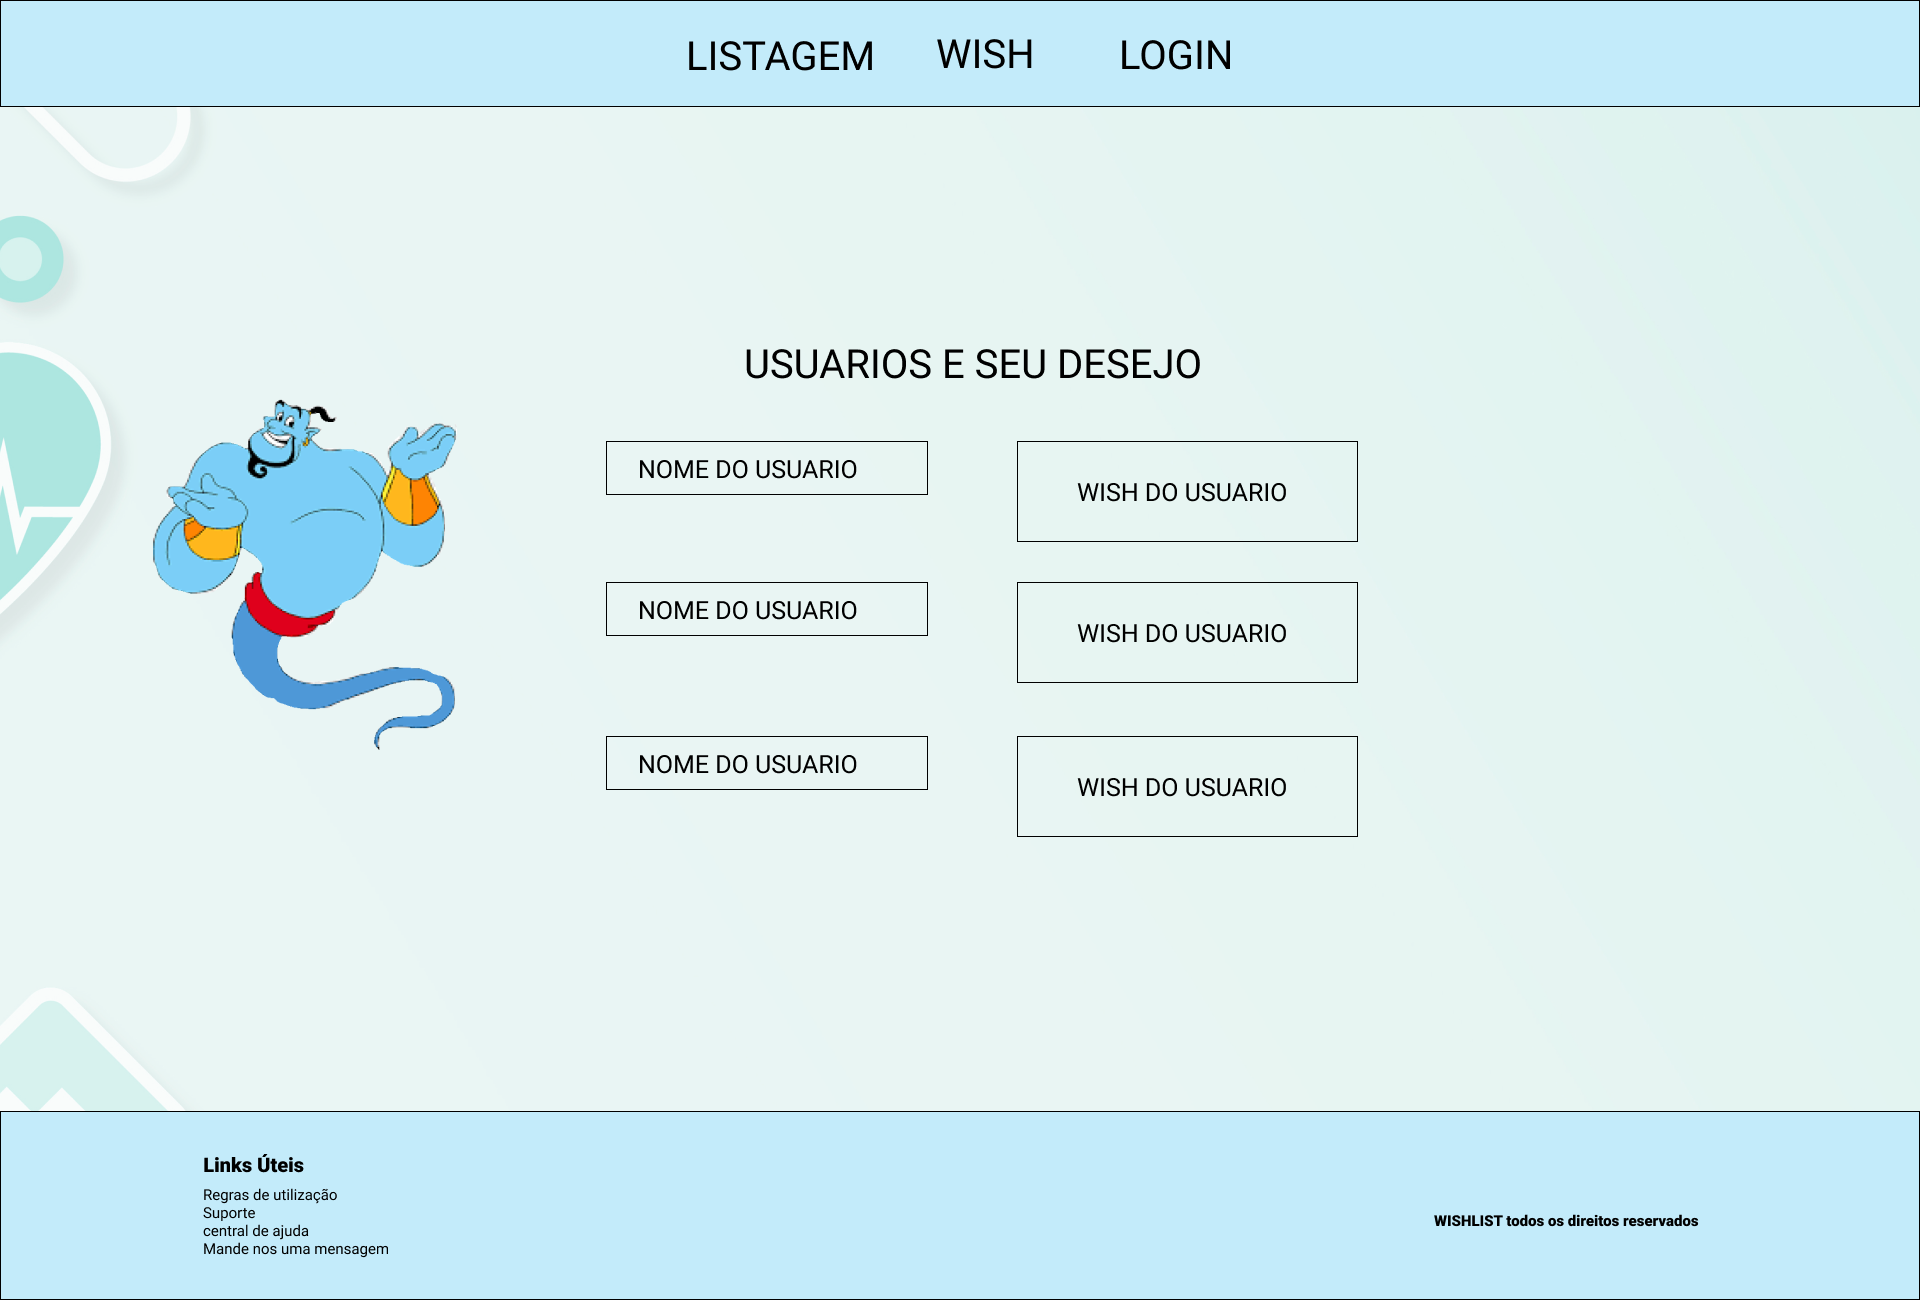 LISTAGEM WISH LOGIN
USUARIOS E SEU DESEJO
NOME DO USUARIO
WISH DO USUARIO
NOME DO USUARIO
WISH DO USUARIO
NOME DO USUARIO
WISH DO USUARIO
Links Úteis
Regras de utilização
Suporte
central de ajuda
Mande nos uma mensagem
WISHLIST todos os direitos reservados